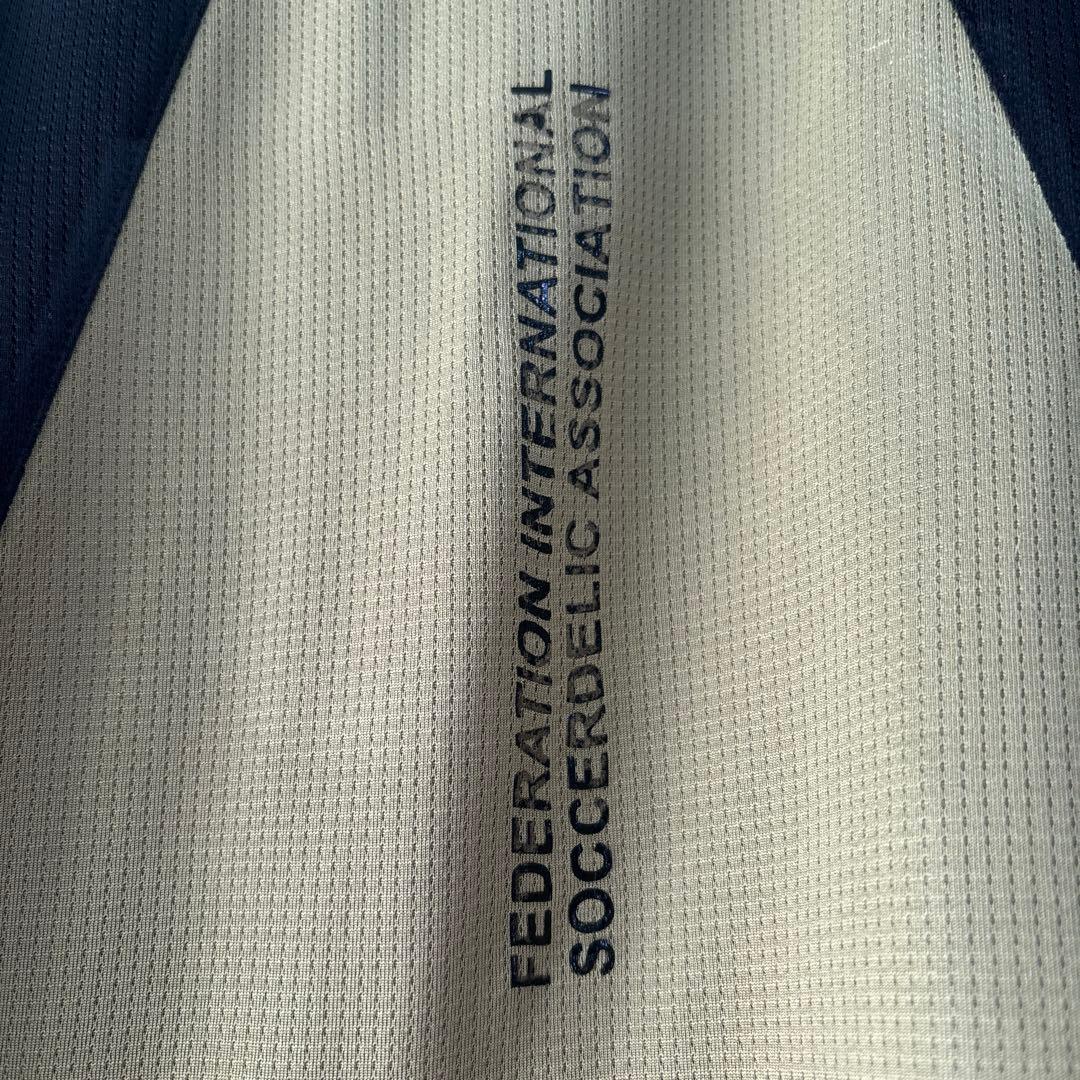 FEDERATION INTERNATIONAL
SOCCERDELIC ASSOCIATION